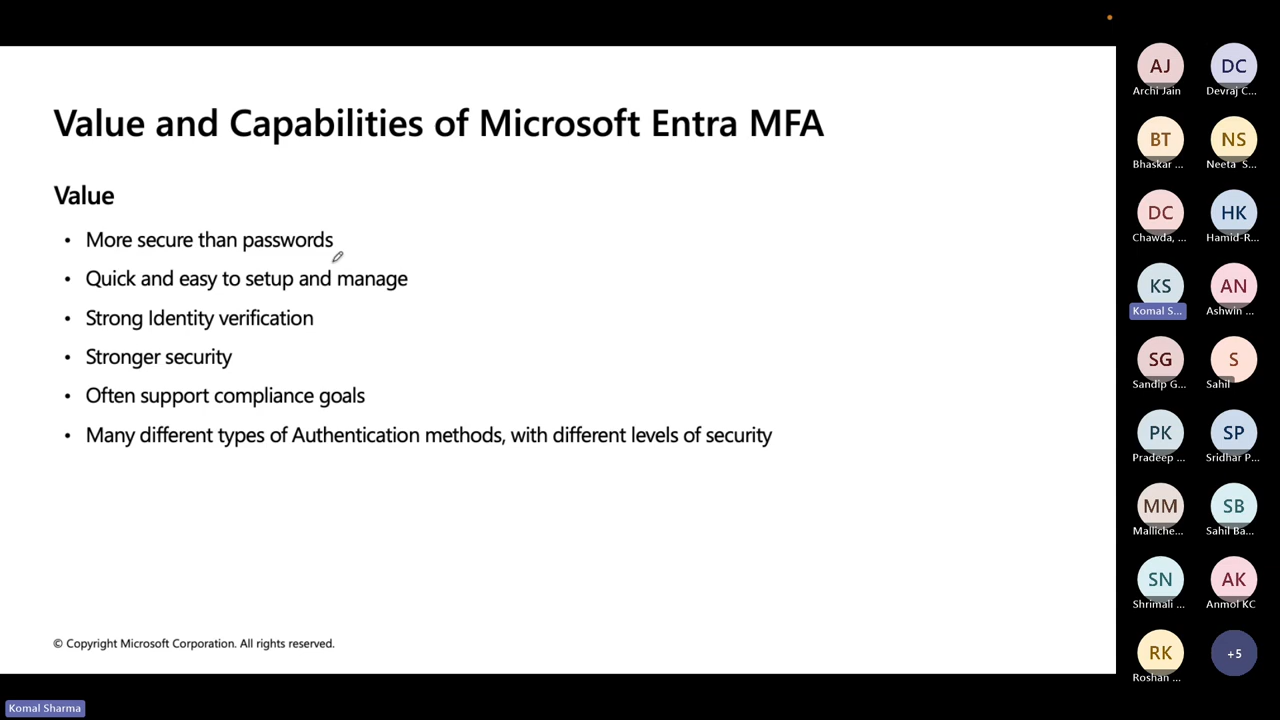 Value and Capabilities of Microsoft Entra MFA
Value
• More secure than passwords
• Quick and easy to setup and manage
• Strong Identity verification
• Stronger security
• Often support compliance goals
• Many different types of Authentication methods, with different levels of security
© Copyright Microsoft Corporation. All rights reserved.
AJ DC
Archi Jain Devraj C...
BT NS
Bhaskar ... Neeta S...
DC HK
Chawda, ... Hamid-R...
KS AN
Komal S... Ashwin ...
SG S
Sandip G... Sahil
PK SP
Pradeep ... Sridhar P...
MM SB
Malliche... Sahil Ba...
SN AK
Shrimali ... Anmol KC
RK +5
Roshan ...
Komal Sharma